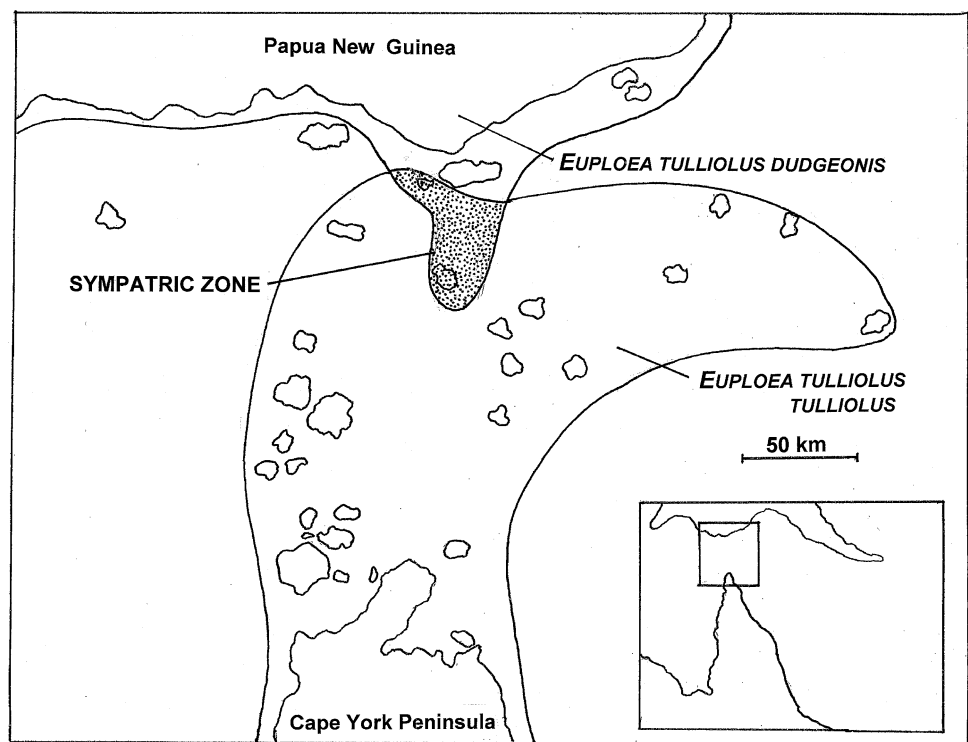 Papua New Guinea
EUPLOEA TULLIOLUS DUDGEONIS
SYMPATRIC ZONE
EUPLOEA TULLIOLUS
TULLIOLUS
50 km
Cape York Peninsula